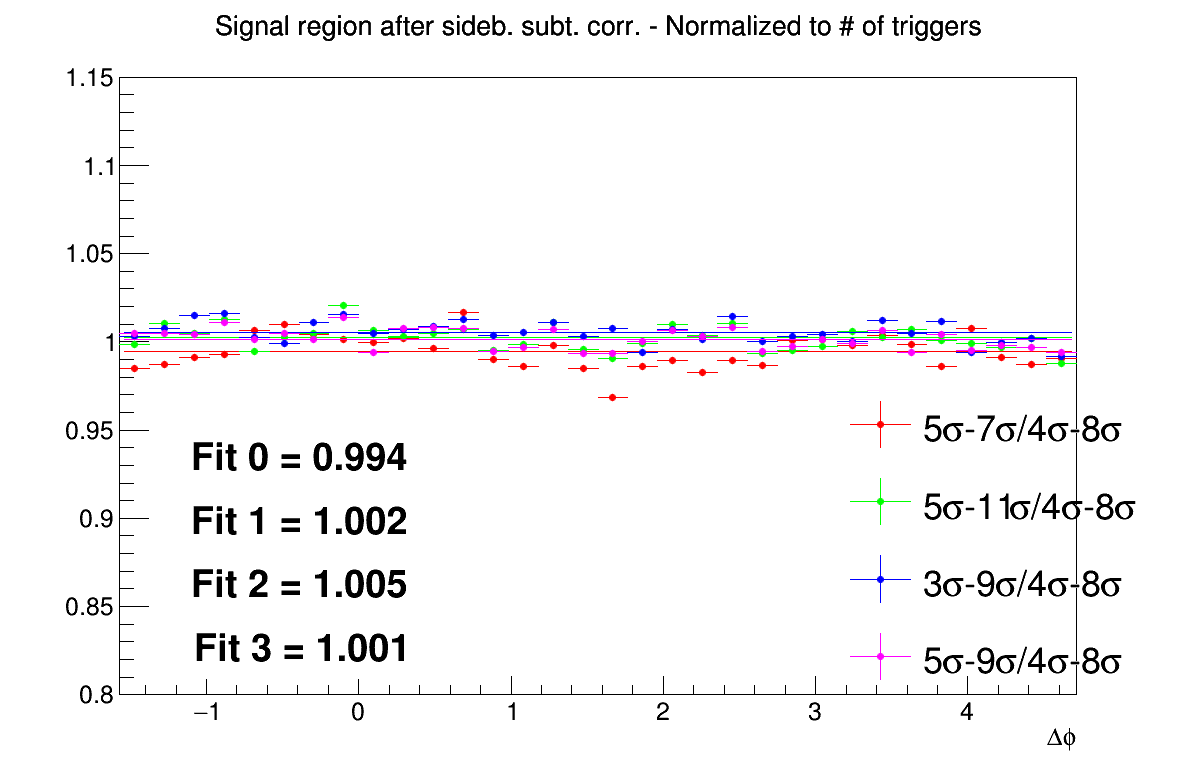 Signal region after sideb. subt. corr. - Normalized to # of triggers
1.15
1.1
1.05
1
0.95
0.9
0.85
0.8
Fit 0 = 0.994
Fit 1 = 1.002
Fit 2 = 1.005
Fit 3 = 1.001
5σ-7σ/4σ-8σ
5σ-11σ/4σ-8σ
3σ-9σ/4σ-8σ
5σ-9σ/4σ-8σ
−1 0 1 2 3 4
Δϕ